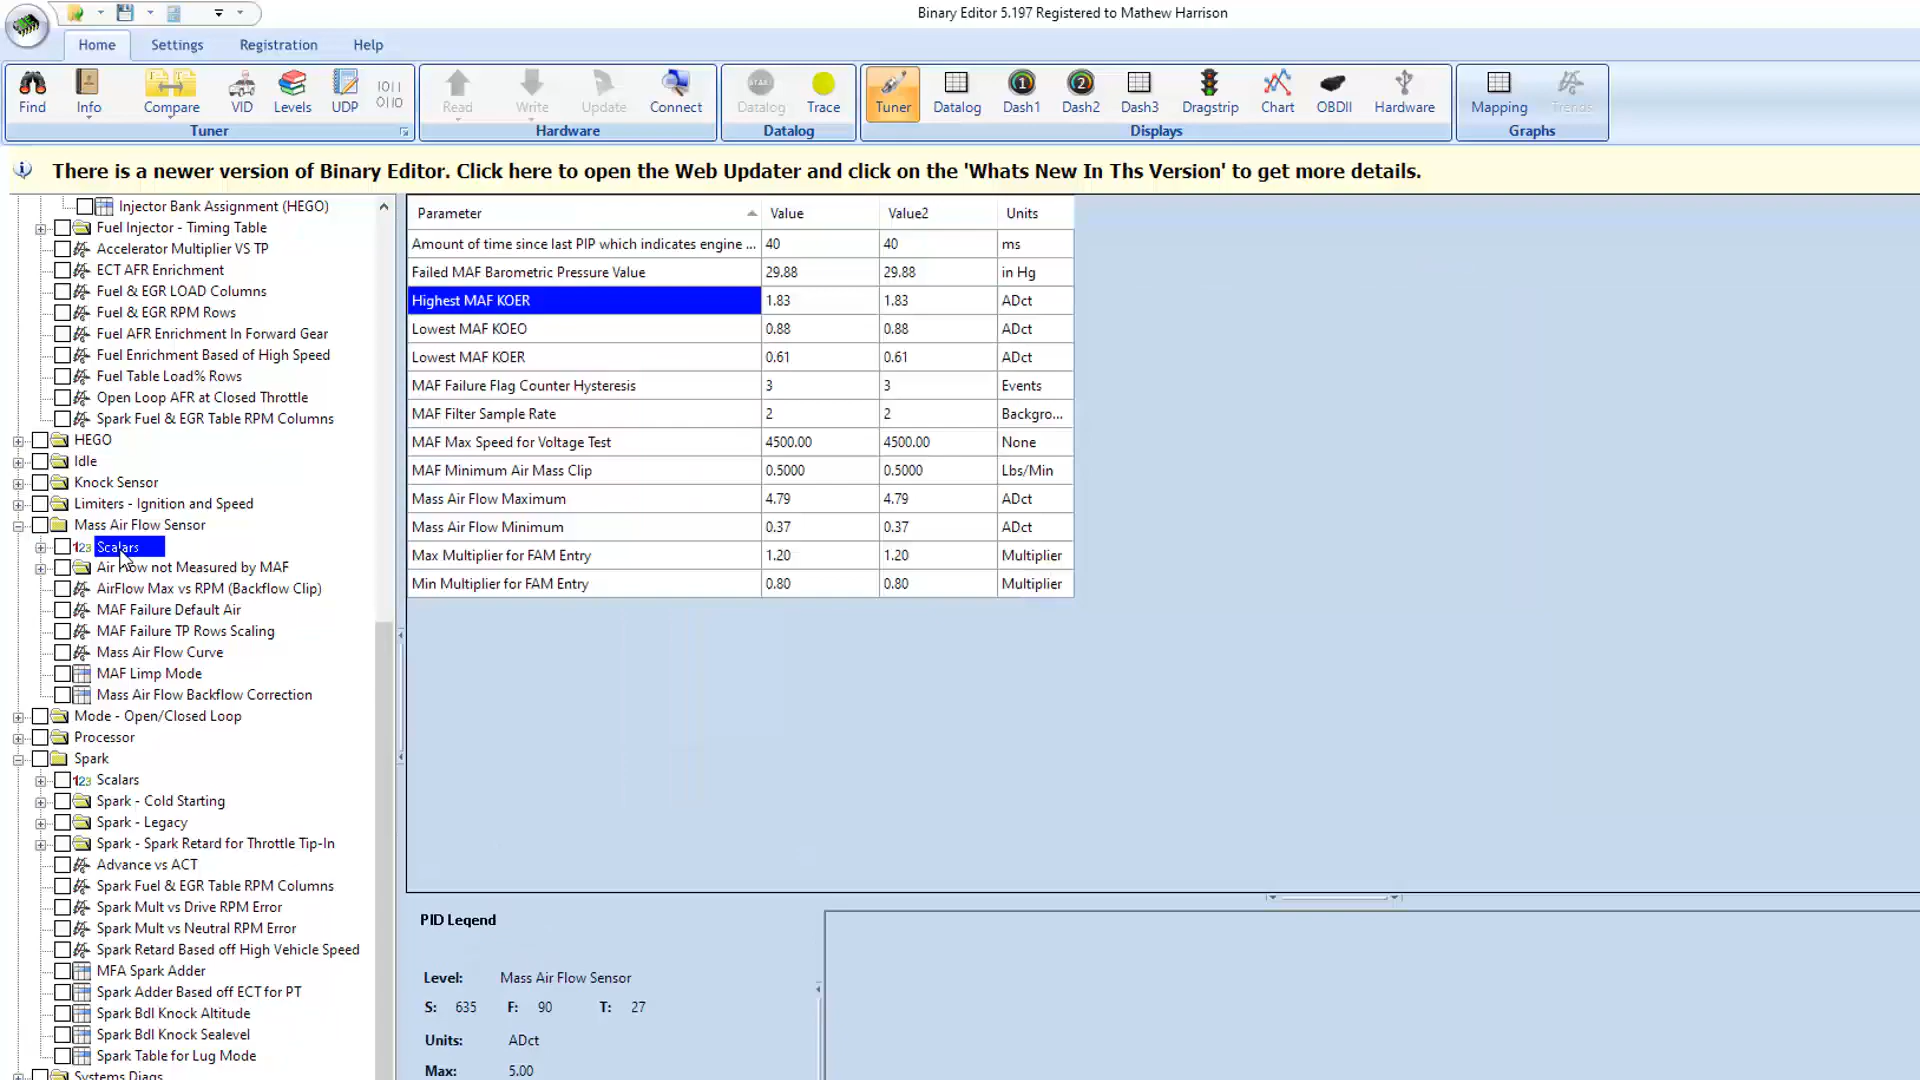 Binary Editor 5.197 Registered to Mathew Harrison
Home Settings Registration Help
Find Info Compare VID Levels UDP Read Write Update Connect Datalog Trace Tuner Datalog Dash1 Dash2 Dash3 Dragstrip Chart OBDII Hardware Mapping Trends
Tuner Hardware Datalog Displays Graphs
There is a newer version of Binary Editor. Click here to open the Web Updater and click on the 'Whats New In Ths Version' to get more details.
Injector Bank Assignment (HEGO)
Fuel Injector - Timing Table
Accelerator Multiplier VS TP
ECT AFR Enrichment
Fuel & EGR LOAD Columns
Fuel & EGR RPM Rows
Fuel AFR Enrichment In Forward Gear
Fuel Enrichment Based of High Speed
Fuel Table Load% Rows
Open Loop AFR at Closed Throttle
Spark Fuel & EGR Table RPM Columns
HEGO
Idle
Knock Sensor
Limiters - Ignition and Speed
Mass Air Flow Sensor
123 Scalars
Air Flow not Measured by MAF
AirFlow Max vs RPM (Backflow Clip)
MAF Failure Default Air
MAF Failure TP Rows Scaling
Mass Air Flow Curve
MAF Limp Mode
Mass Air Flow Backflow Correction
Mode - Open/Closed Loop
Processor
Spark
123 Scalars
Spark - Cold Starting
Spark - Legacy
Spark - Spark Retard for Throttle Tip-In
Advance vs ACT
Spark Fuel & EGR Table RPM Columns
Spark Mult vs Drive RPM Error
Spark Mult vs Neutral RPM Error
Spark Retard Based off High Vehicle Speed
MFA Spark Adder
Spark Adder Based off ECT for PT
Spark Bdl Knock Altitude
Spark Bdl Knock Sealevel
Spark Table for Lug Mode
Systems Diags
Parameter Value Value2 Units
Amount of time since last PIP which indicates engine ... 40 40 ms
Failed MAF Barometric Pressure Value 29.88 29.88 in Hg
Highest MAF KOER 1.83 1.83 ADct
Lowest MAF KOEO 0.88 0.88 ADct
Lowest MAF KOER 0.61 0.61 ADct
MAF Failure Flag Counter Hysteresis 3 3 Events
MAF Filter Sample Rate 2 2 Backgro...
MAF Max Speed for Voltage Test 4500.00 4500.00 None
MAF Minimum Air Mass Clip 0.5000 0.5000 Lbs/Min
Mass Air Flow Maximum 4.79 4.79 ADct
Mass Air Flow Minimum 0.37 0.37 ADct
Max Multiplier for FAM Entry 1.20 1.20 Multiplier
Min Multiplier for FAM Entry 0.80 0.80 Multiplier
PID Legend
Level: Mass Air Flow Sensor
S: 635 F: 90 T: 27
Units: ADct
Max: 5.00